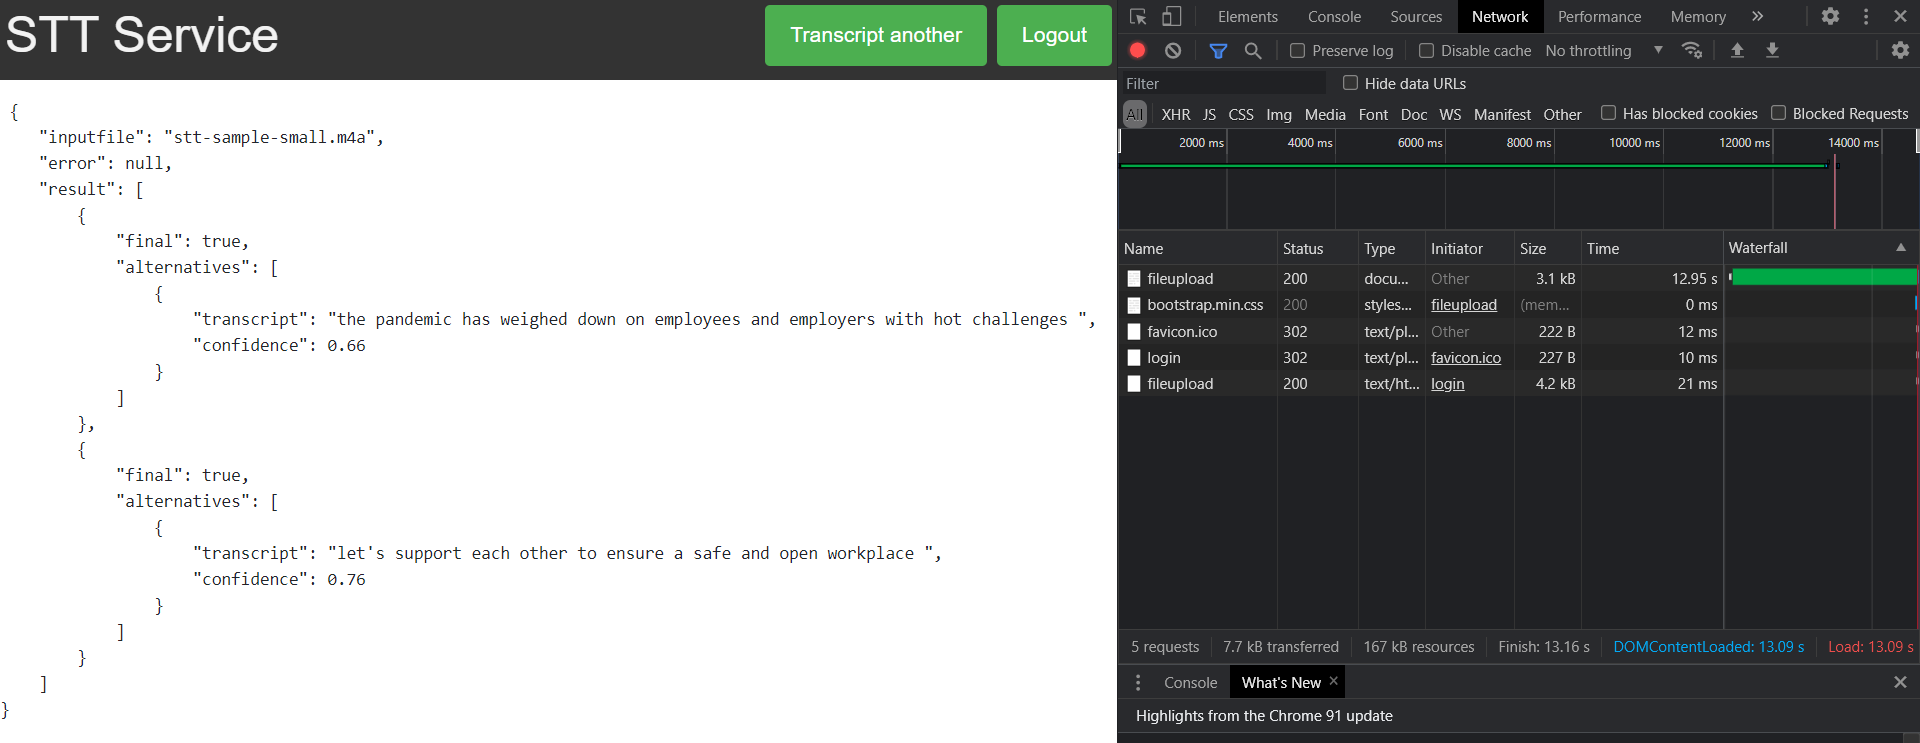 STT Service
Transcript another
Logout
{
"inputfile": "stt-sample-small.m4a",
"error": null,
"result": [
{
"final": true,
"alternatives": [
{
"transcript": "the pandemic has weighed down on employees and employers with hot challenges ",
"confidence": 0.66
}
]
},
{
"final": true,
"alternatives": [
{
"transcript": "let's support each other to ensure a safe and open workplace ",
"confidence": 0.76
}
]
}
]
}
Elements Console Sources Network Performance Memory »
Preserve log Disable cache No throttling
Filter Hide data URLs
All XHR JS CSS Img Media Font Doc WS Manifest Other Has blocked cookies Blocked Requests
2000 ms 4000 ms 6000 ms 8000 ms 10000 ms 12000 ms 14000 ms
Name Status Type Initiator Size Time Waterfall
fileupload 200 docu... Other 3.1 kB 12.95 s
bootstrap.min.css 200 styles... fileupload (mem... 0 ms
favicon.ico 302 text/pl... Other 222 B 12 ms
login 302 text/pl... favicon.ico 227 B 10 ms
fileupload 200 text/ht... login 4.2 kB 21 ms
5 requests 7.7 kB transferred 167 kB resources Finish: 13.16 s DOMContentLoaded: 13.09 s Load: 13.09 s
Console What's New ×
Highlights from the Chrome 91 update